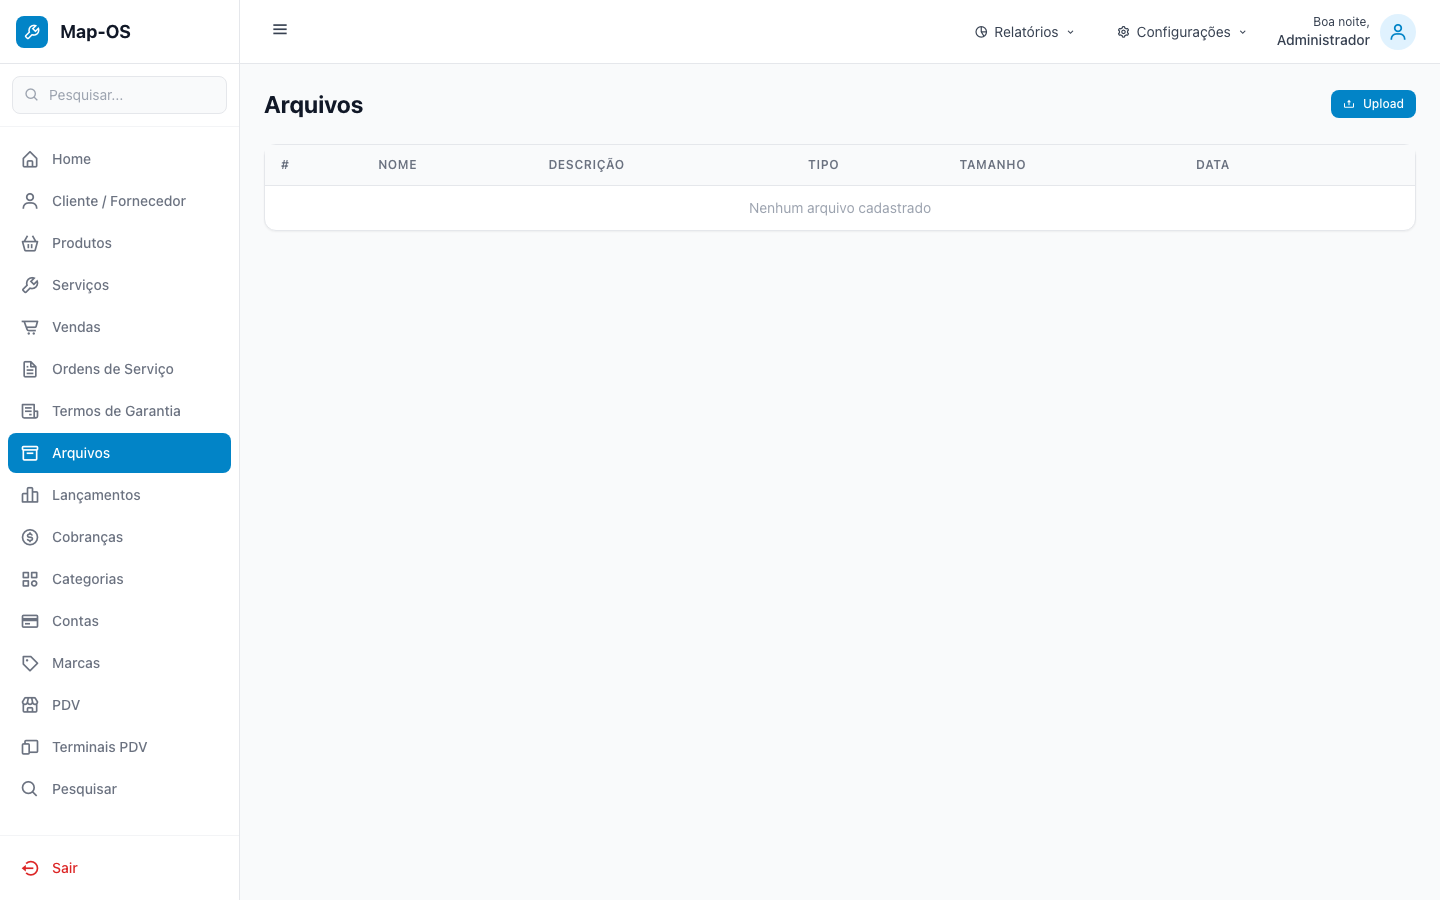 Map-OS
Relatórios
Configurações
Boa noite,
Administrador
Pesquisar...
Home
Cliente / Fornecedor
Produtos
Serviços
Vendas
Ordens de Serviço
Termos de Garantia
Arquivos
Lançamentos
Cobranças
Categorias
Contas
Marcas
PDV
Terminais PDV
Pesquisar
Sair
Arquivos
Upload
# NOME DESCRIÇÃO TIPO TAMANHO DATA
Nenhum arquivo cadastrado